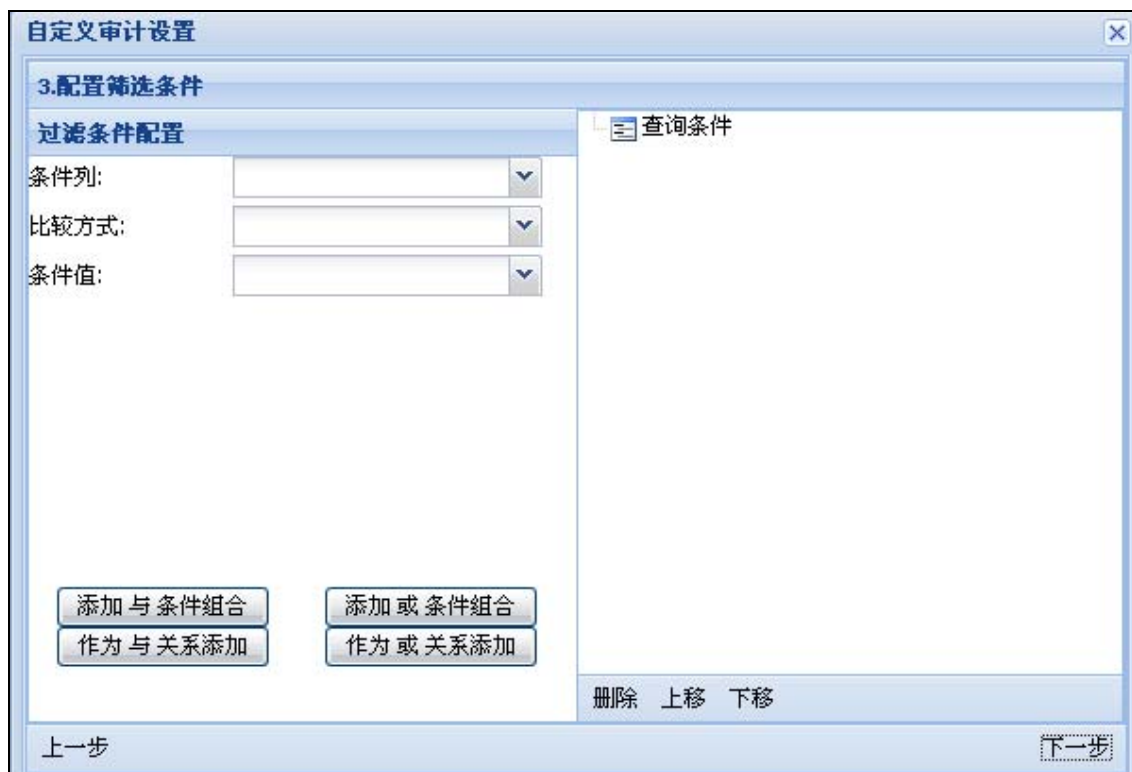 自定义审计设置
3.配置筛选条件
过滤条件配置
条件列:
比较方式:
条件值:
添加 与 条件组合
添加 或 条件组合
作为 与 关系添加
作为 或 关系添加
查询条件
删除 上移 下移
上一步
下一步